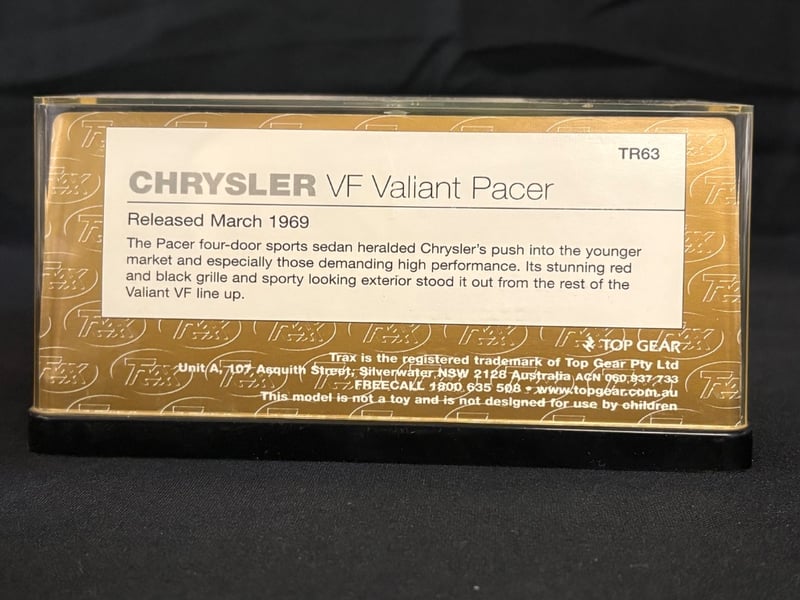 TR63
CHRYSLER VF Valiant Pacer
Released March 1969
The Pacer four-door sports sedan heralded Chrysler's push into the younger
market and especially those demanding high performance. Its stunning red
and black grille and sporty looking exterior stood it out from the rest of the
Valiant VF line up.
TOP GEAR
Trax is the registered trademark of Top Gear Pty Ltd
Unit A, 107 Asquith Street, Silverwater NSW 2128 Australia ACN 060 937 733
FREECALL 1800 635 508 • www.topgear.com.au
This model is not a toy and is not designed for use by children